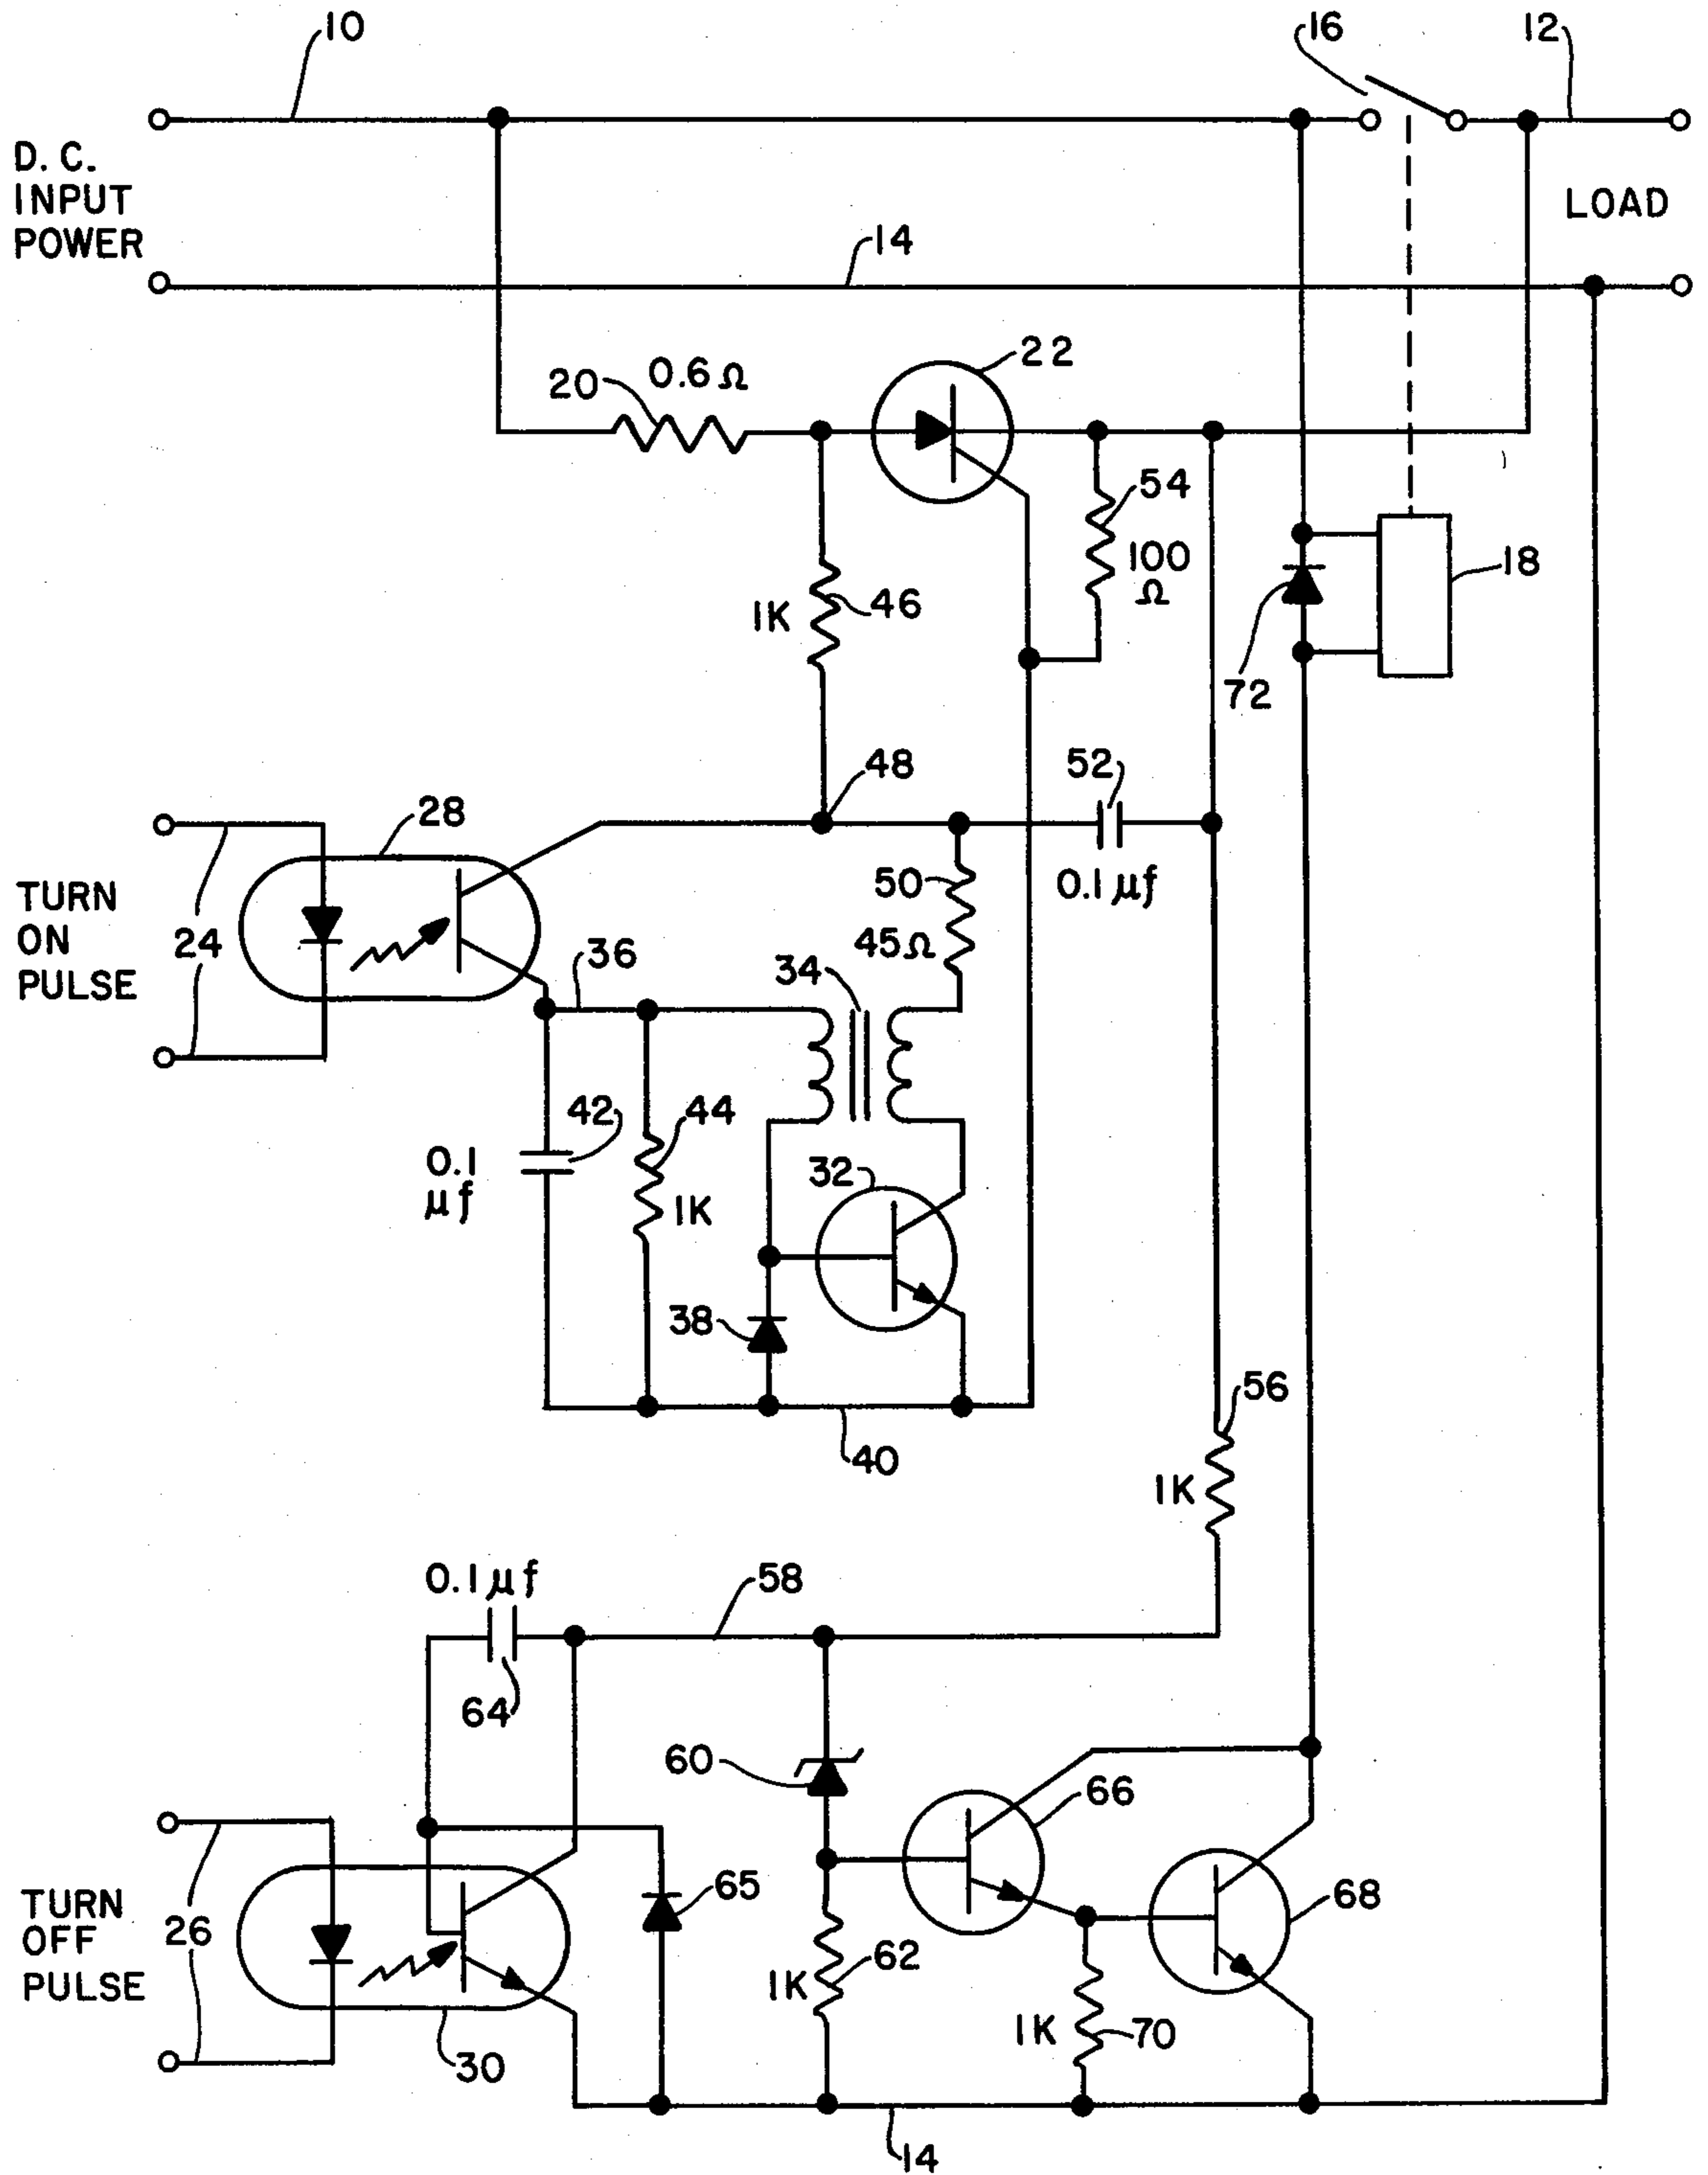 10
16
12
D. C.
INPUT
POWER
LOAD
14
20
0.6 Ω
22
54
100
Ω
18
1K
46
72
48
52
28
0.1 µf
50
45 Ω
TURN
ON
PULSE
24
36
34
42
44
0.1
µf
1K
32
38
56
40
1K
0.1 µf
58
64
60
66
TURN
OFF
PULSE
26
65
68
1K
62
1K
70
30
14